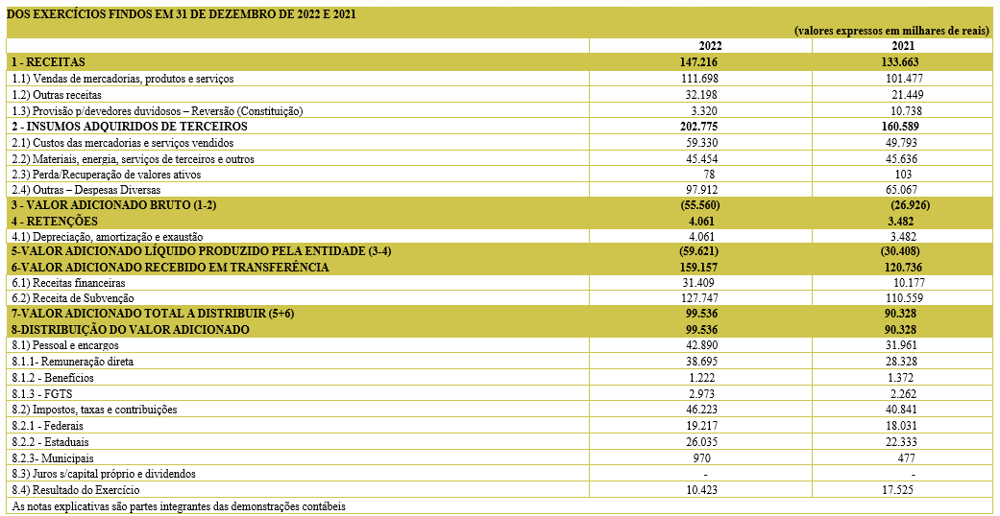 DOS EXERCÍCIOS FINDOS EM 31 DE DEZEMBRO DE 2022 E 2021
(valores expressos em milhares de reais)
2022 2021
1 - RECEITAS 147.216 133.663
1.1) Vendas de mercadorias, produtos e serviços 111.698 101.477
1.2) Outras receitas 32.198 21.449
1.3) Provisão p/devedores duvidosos – Reversão (Constituição) 3.320 10.738
2 - INSUMOS ADQUIRIDOS DE TERCEIROS 202.775 160.589
2.1) Custos das mercadorias e serviços vendidos 59.330 49.793
2.2) Materiais, energia, serviços de terceiros e outros 45.454 45.636
2.3) Perda/Recuperação de valores ativos 78 103
2.4) Outras – Despesas Diversas 97.912 65.067
3 - VALOR ADICIONADO BRUTO (1-2) (55.560) (26.926)
4 - RETENÇÕES 4.061 3.482
4.1) Depreciação, amortização e exaustão 4.061 3.482
5-VALOR ADICIONADO LÍQUIDO PRODUZIDO PELA ENTIDADE (3-4) (59.621) (30.408)
6-VALOR ADICIONADO RECEBIDO EM TRANSFERÊNCIA 159.157 120.736
6.1) Receitas financeiras 31.409 10.177
6.2) Receita de Subvenção 127.747 110.559
7-VALOR ADICIONADO TOTAL A DISTRIBUIR (5+6) 99.536 90.328
8-DISTRIBUIÇÃO DO VALOR ADICIONADO 99.536 90.328
8.1) Pessoal e encargos 42.890 31.961
8.1.1- Remuneração direta 38.695 28.328
8.1.2 - Benefícios 1.222 1.372
8.1.3 - FGTS 2.973 2.262
8.2) Impostos, taxas e contribuições 46.223 40.841
8.2.1 - Federais 19.217 18.031
8.2.2 - Estaduais 26.035 22.333
8.2.3- Municipais 970 477
8.3) Juros s/capital próprio e dividendos - -
8.4) Resultado do Exercício 10.423 17.525
As notas explicativas são partes integrantes das demonstrações contábeis